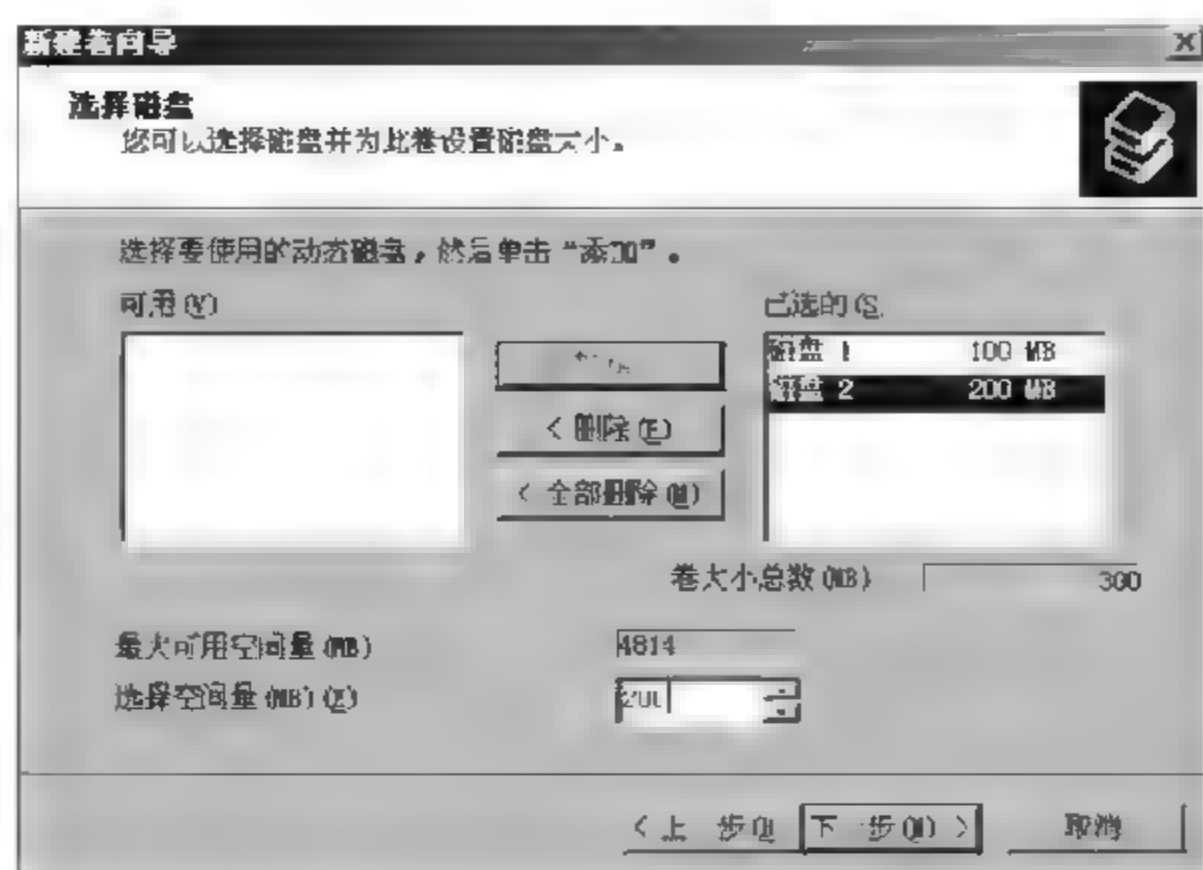 新建卷向导
选择磁盘
您可以选择磁盘并为此卷设置磁盘大小。
选择要使用的动态磁盘，然后单击“添加”。
可用(V)
已选的(S
磁盘 1 100 MB
磁盘 2 200 MB
< 删除(E)
< 全部删除(M)
卷大小总数(MB) 300
最大可用空间量(MB) 4814
选择空间量(MB)(E) 200
< 上一步(B 下一步(N) > 取消